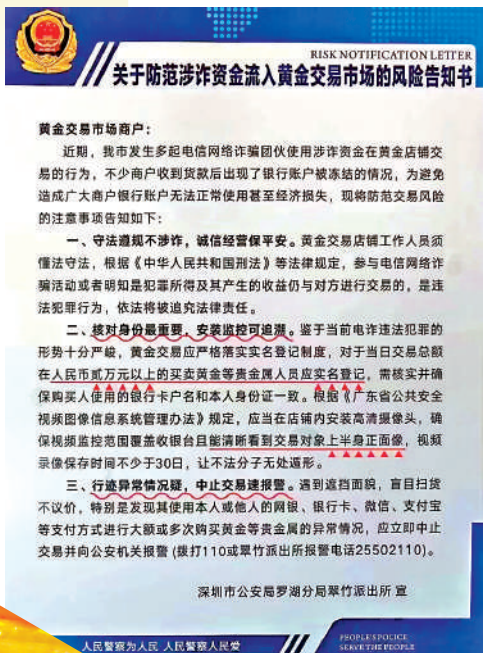 RISK NOTIFICATION LETTER
关于防范涉诈资金流入黄金交易市场的风险告知书
黄金交易市场商户：
近期，我市发生多起电信网络诈骗团伙使用涉诈资金在黄金店铺交
易的行为，不少商户收到货款后出现了银行账户被冻结的情况，为避免
造成广大商户银行账户无法正常使用甚至经济损失，现将防范交易风险
的注意事项告知如下：
一、守法遵规不涉诈，诚信经营保平安。黄金交易店铺工作人员须
懂法守法，根据《中华人民共和国刑法》等法律规定，参与电信网络诈
骗活动或者明知是犯罪所得及其产生的收益仍与对方进行交易的，是违
法犯罪行为，依法将被追究法律责任。
二、核对身份最重要，安装监控可追溯。鉴于当前电诈违法犯罪的
形势十分严峻，黄金交易应严格落实实名登记制度，对于当日交易总额
在人民币贰万元以上的买卖黄金等贵金属人员应实名登记，需核实并确
保购买人使用的银行卡户名和本人身份证一致。根据《广东省公共安全
视频图像信息系统管理办法》规定，应当在店铺内安装高清摄像头，确
保视频监控范围覆盖收银台且能清晰看到交易对象上半身正面像，视频
录像保存时间不少于30日，让不法分子无处遁形。
三、行迹异常情况疑，中止交易速报警。遇到遮挡面貌，盲目扫货
不议价，特别是发现其使用本人或他人的网银、银行卡、微信、支付宝
等支付方式进行大额或多次购买黄金等贵金属的异常情况，应立即中止
交易并向公安机关报警（拨打110或翠竹派出所报警电话25502110）。
深圳市公安局罗湖分局翠竹派出所 宣
人民警察为人民 人民警察人民爱
PEOPLE'S POLICE
SERVE THE PEOPLE